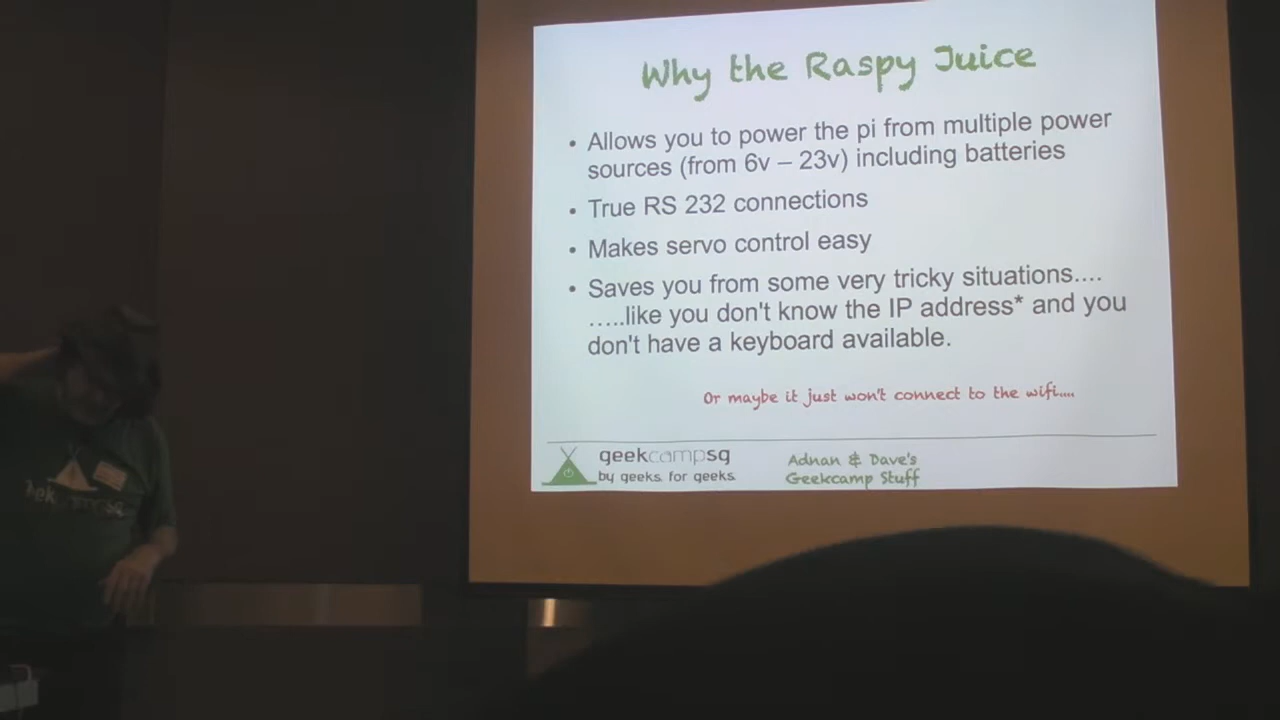 Why the Raspy Juice
• Allows you to power the pi from multiple power
sources (from 6v – 23v) including batteries
• True RS 232 connections
• Makes servo control easy
• Saves you from some very tricky situations....
…..like you don't know the IP address* and you
don't have a keyboard available.
Or maybe it just won't connect to the wifi....
geekcampsg
by geeks. for geeks.
Adnan & Dave's
Geekcamp Stuff